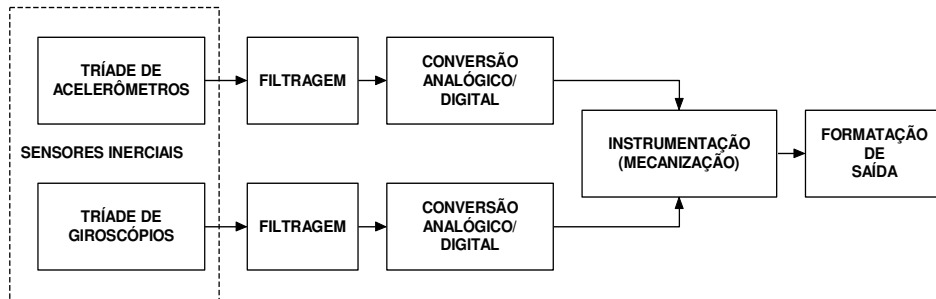 TRÍADE DE
ACELERÔMETROS
FILTRAGEM
CONVERSÃO
ANALÓGICO/
DIGITAL
SENSORES INERCIAIS
INSTRUMENTAÇÃO
(MECANIZAÇÃO)
FORMATAÇÃO
DE
SAÍDA
TRÍADE DE
GIROSCÓPIOS
FILTRAGEM
CONVERSÃO
ANALÓGICO/
DIGITAL